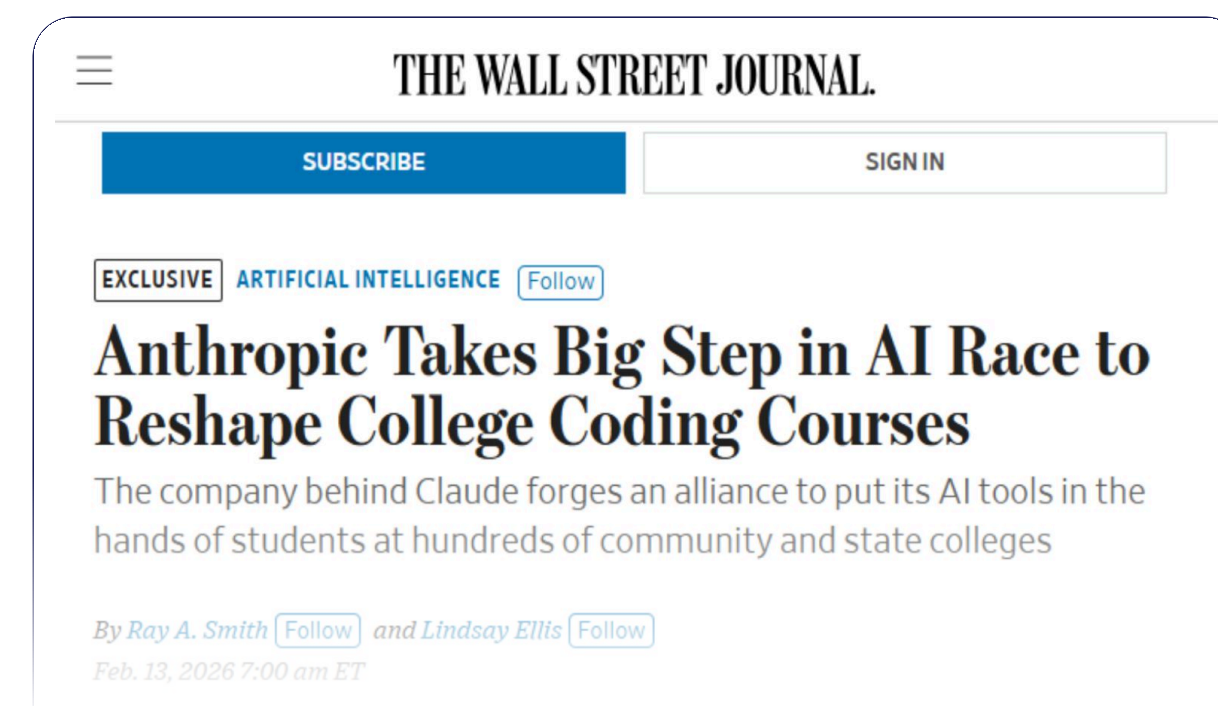 THE WALL STREET JOURNAL.
SUBSCRIBE SIGN IN
EXCLUSIVE ARTIFICIAL INTELLIGENCE Follow
Anthropic Takes Big Step in AI Race to
Reshape College Coding Courses
The company behind Claude forges an alliance to put its AI tools in the
hands of students at hundreds of community and state colleges
By Ray A. Smith Follow and Lindsay Ellis Follow
Feb. 13, 2026 7:00 am ET